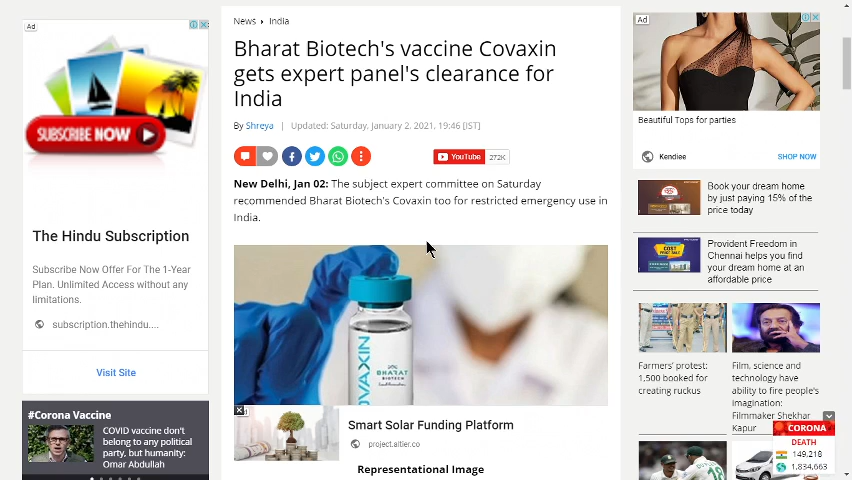 Ad
SUBSCRIBE NOW
The Hindu Subscription
Subscribe Now Offer For The 1-Year
Plan. Unlimited Access without any
limitations.
subscription.thehindu....
Visit Site
#Corona Vaccine
COVID vaccine don't
belong to any political
party, but humanity:
Omar Abdullah
News
India
Bharat Biotech's vaccine Covaxin
gets expert panel's clearance for
India
By Shreya | Updated: Saturday, January 2, 2021, 19:46 [IST]
YouTube 272K
New Delhi, Jan 02: The subject expert committee on Saturday
recommended Bharat Biotech's Covaxin too for restricted emergency use in
India.
COVAXIN
BHARAT
BIOTECH
Smart Solar Funding Platform
project.aitier.co
Representational Image
Ad
Beautiful Tops for parties
Kendiee
SHOP NOW
Book your dream home
by just paying 15% of the
price today
Provident Freedom in
Chennai helps you find
your dream home at an
affordable price
Farmers' protest:
1,500 booked for
creating ruckus
Film, science and
technology have
ability to fire people's
imagination:
Filmmaker Shekhar
Kapur
CORONA
DEATH
149,218
1,834,663